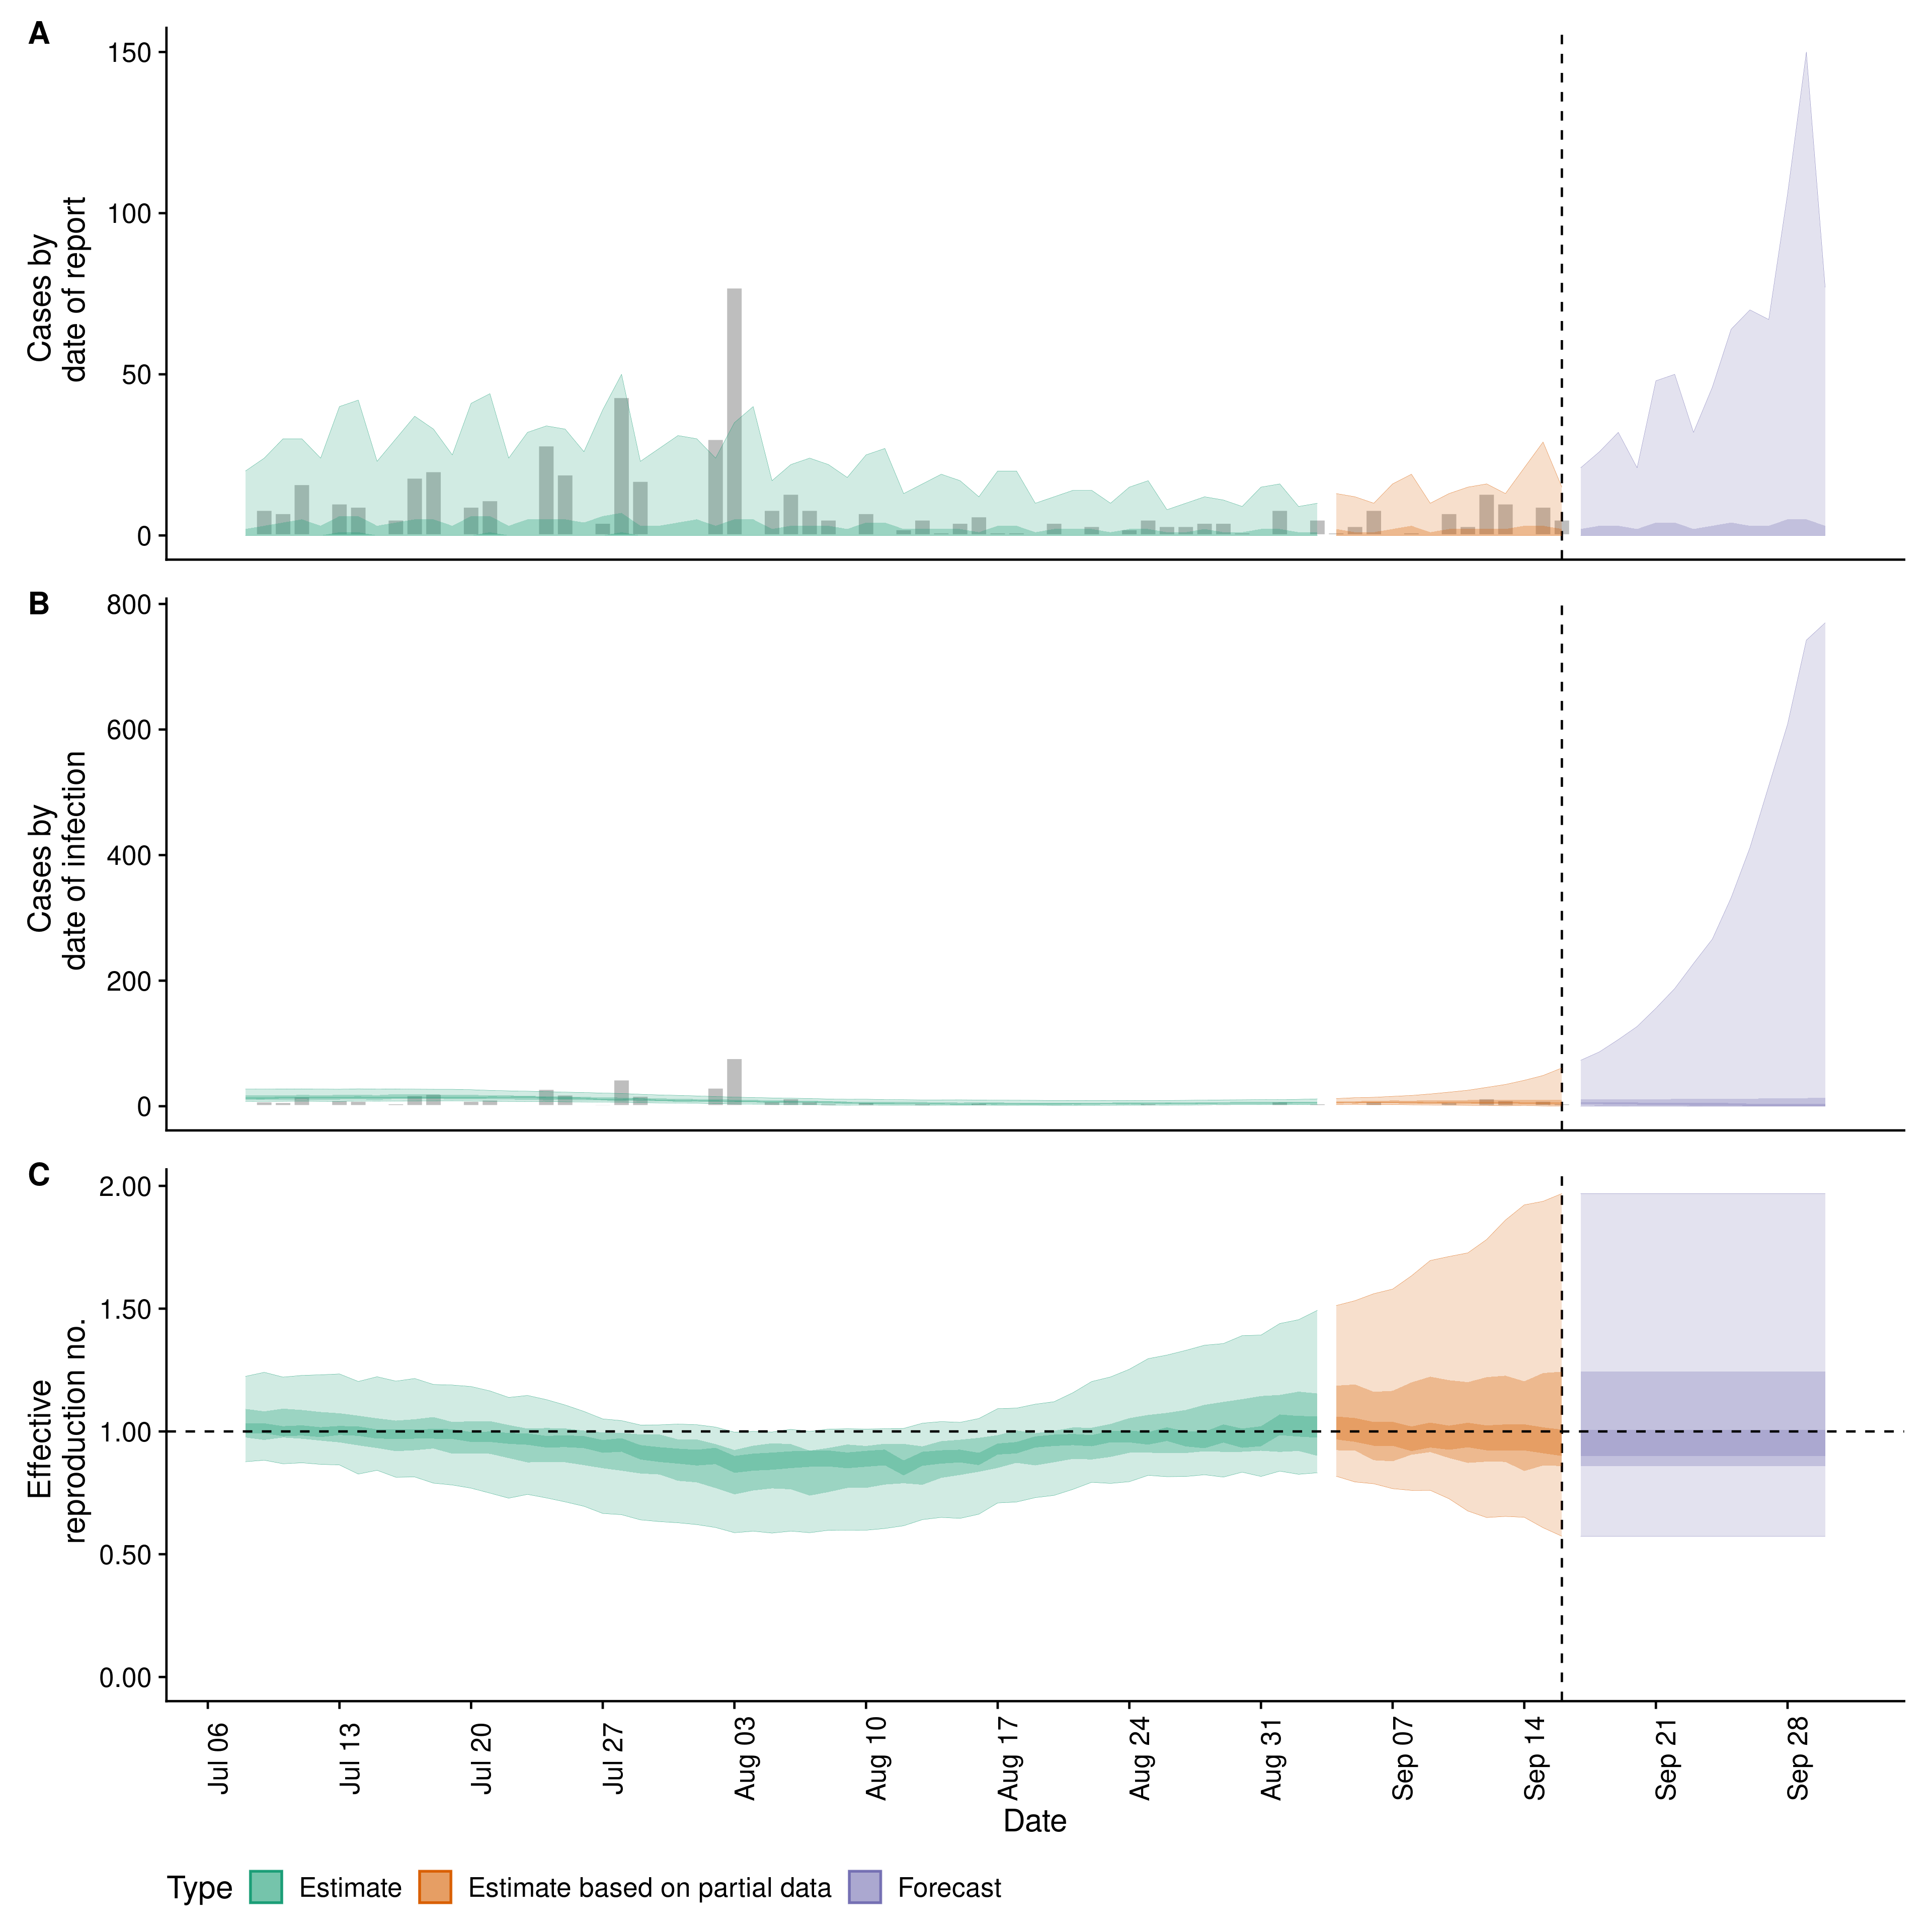 A
150
100
50
0
Cases by
date of report
B
800
600
400
200
0
Cases by
date of infection
C
2.00
1.50
1.00
0.50
0.00
Effective
reproduction no.
Jul 06
Jul 13
Jul 20
Jul 27
Aug 03
Aug 10
Aug 17
Aug 24
Aug 31
Sep 07
Sep 14
Sep 21
Sep 28
Date
Type Estimate Estimate based on partial data Forecast